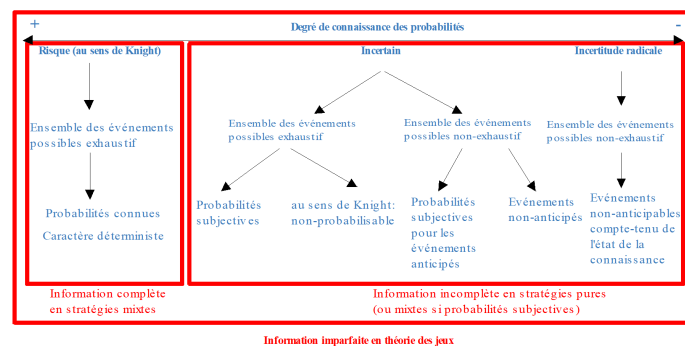 + Degré de connaissance des probabilités -
Risque (au sens de Knight) Incertain Incertitude radicale
Ensemble des événements
possibles exhaustif
Ensemble des événements
possibles exhaustif
Ensemble des événements
possibles non-exhaustif
Ensemble des événements
possibles non-exhaustif
Probabilités connues
Caractère déterministe
Probabilités
subjectives
au sens de Knight:
non-probabilisable
Probabilités
subjectives
pour les
événements
anticipés
Evénements
non-anticipés
Evénements
non-anticipables
compte-tenu de
l'état de la
connaissance
Information complète
en stratégies mixtes
Information incomplète en stratégies pures
(ou mixtes si probabilités subjectives)
Information imparfaite en théorie des jeux